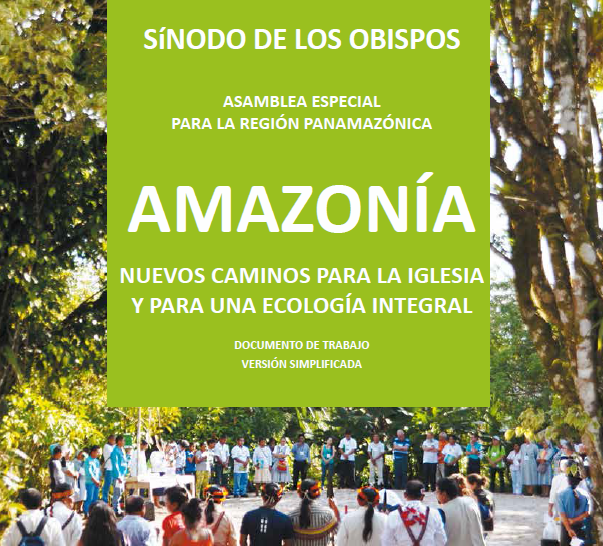 SíNODO DE LOS OBISPOS
ASAMBLEA ESPECIAL
PARA LA REGIÓN PANAMAZÓNICA
AMAZONÍA
NUEVOS CAMINOS PARA LA IGLESIA
Y PARA UNA ECOLOGÍA INTEGRAL
DOCUMENTO DE TRABAJO
VERSIÓN SIMPLIFICADA